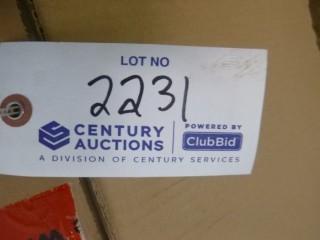 LOT NO
2231
CENTURY AUCTIONS
POWERED BY
ClubBid
A DIVISION OF CENTURY SERVICES